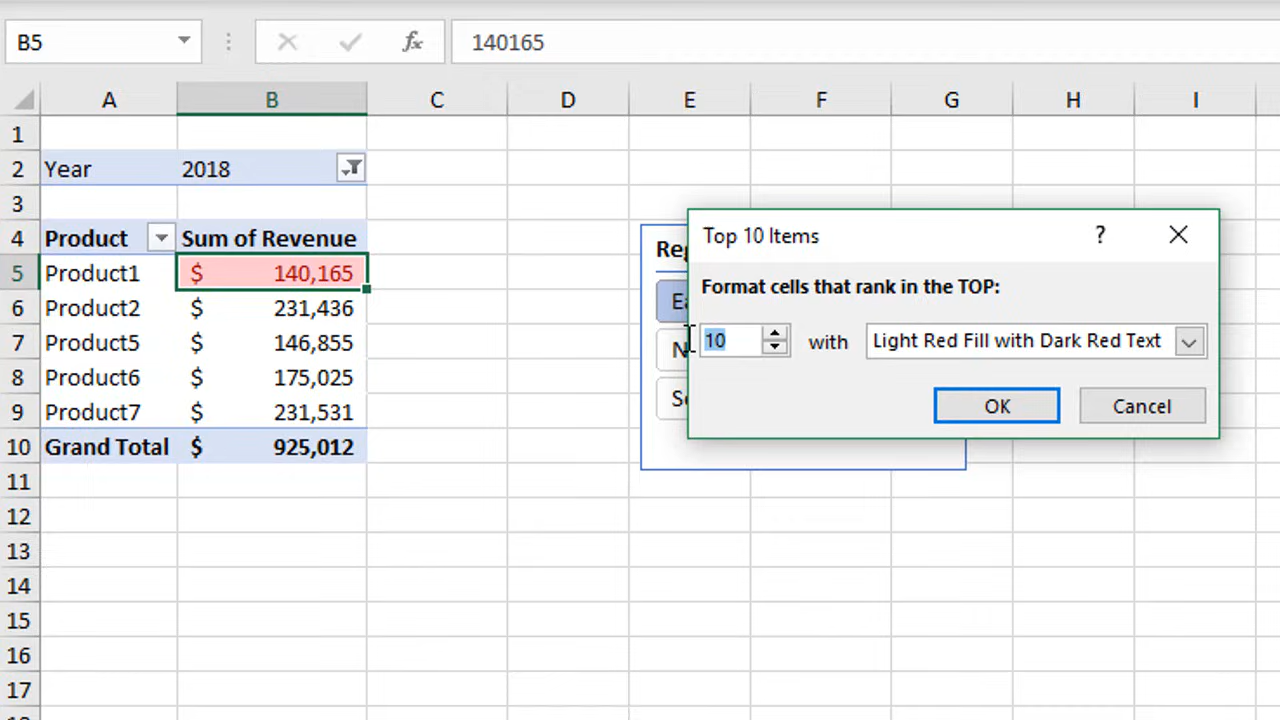 B5 140165
A B C D E F G H I
1
2 Year 2018
3
4 Product Sum of Revenue
5 Product1 $ 140,165
6 Product2 $ 231,436
7 Product5 $ 146,855
8 Product6 $ 175,025
9 Product7 $ 231,531
10 Grand Total $ 925,012
11
12
13
14
15
16
17
Top 10 Items ?
Format cells that rank in the TOP:
10 with Light Red Fill with Dark Red Text
OK Cancel